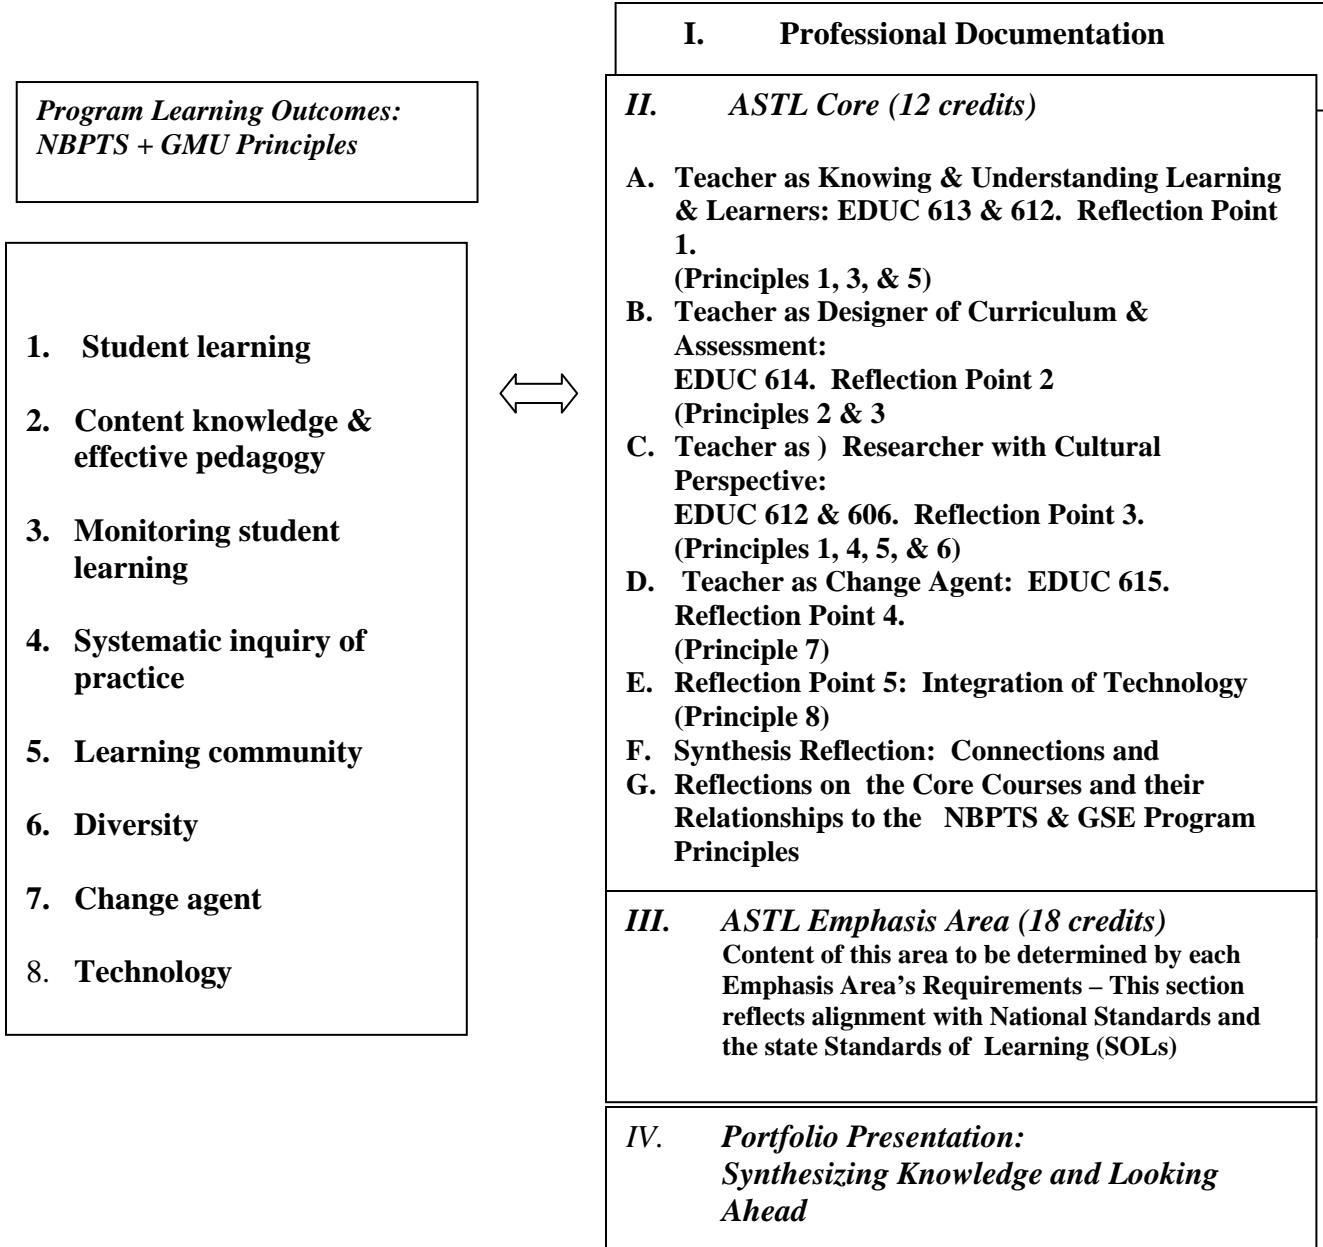 Program Learning Outcomes:
NBPTS + GMU Principles
1. Student learning
2. Content knowledge &
effective pedagogy
3. Monitoring student
learning
4. Systematic inquiry of
practice
5. Learning community
6. Diversity
7. Change agent
8. Technology
I. Professional Documentation
II. ASTL Core (12 credits)
A. Teacher as Knowing & Understanding Learning
& Learners: EDUC 613 & 612. Reflection Point
1.
(Principles 1, 3, & 5)
B. Teacher as Designer of Curriculum &
Assessment:
EDUC 614. Reflection Point 2
(Principles 2 & 3
C. Teacher as ) Researcher with Cultural
Perspective:
EDUC 612 & 606. Reflection Point 3.
(Principles 1, 4, 5, & 6)
D. Teacher as Change Agent: EDUC 615.
Reflection Point 4.
(Principle 7)
E. Reflection Point 5: Integration of Technology
(Principle 8)
F. Synthesis Reflection: Connections and
G. Reflections on the Core Courses and their
Relationships to the NBPTS & GSE Program
Principles
III. ASTL Emphasis Area (18 credits)
Content of this area to be determined by each
Emphasis Area’s Requirements – This section
reflects alignment with National Standards and
the state Standards of Learning (SOLs)
IV. Portfolio Presentation:
Synthesizing Knowledge and Looking
Ahead